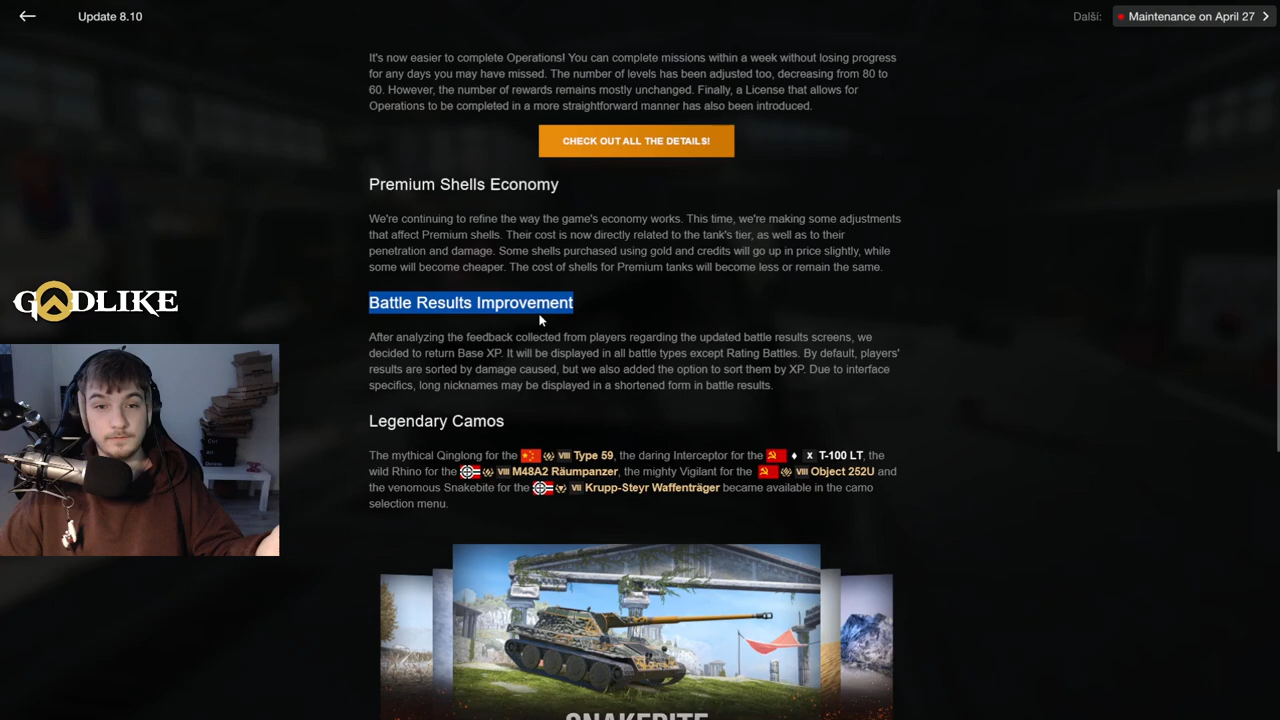 Update 8.10
Další:
Maintenance on April 27
It's now easier to complete Operations! You can complete missions within a week without losing progress
for any days you may have missed. The number of levels has been adjusted too, decreasing from 80 to
60. However, the number of rewards remains mostly unchanged. Finally, a License that allows for
Operations to be completed in a more straightforward manner has also been introduced.
CHECK OUT ALL THE DETAILS!
Premium Shells Economy
We're continuing to refine the way the game's economy works. This time, we're making some adjustments
that affect Premium shells. Their cost is now directly related to the tank's tier, as well as to their
penetration and damage. Some shells purchased using gold and credits will go up in price slightly, while
some will become cheaper. The cost of shells for Premium tanks will become less or remain the same.
GODLIKE
Battle Results Improvement
After analyzing the feedback collected from players regarding the updated battle results screens, we
decided to return Base XP. It will be displayed in all battle types except Rating Battles. By default, players'
results are sorted by damage caused, but we also added the option to sort them by XP. Due to interface
specifics, long nicknames may be displayed in a shortened form in battle results.
Legendary Camos
The mythical Qinglong for the VIII Type 59, the daring Interceptor for the X T-100 LT, the
wild Rhino for the VIII M48A2 Räumpanzer, the mighty Vigilant for the VIII Object 252U and
the venomous Snakebite for the VII Krupp-Steyr Waffenträger became available in the camo
selection menu.
SNAKEBITE